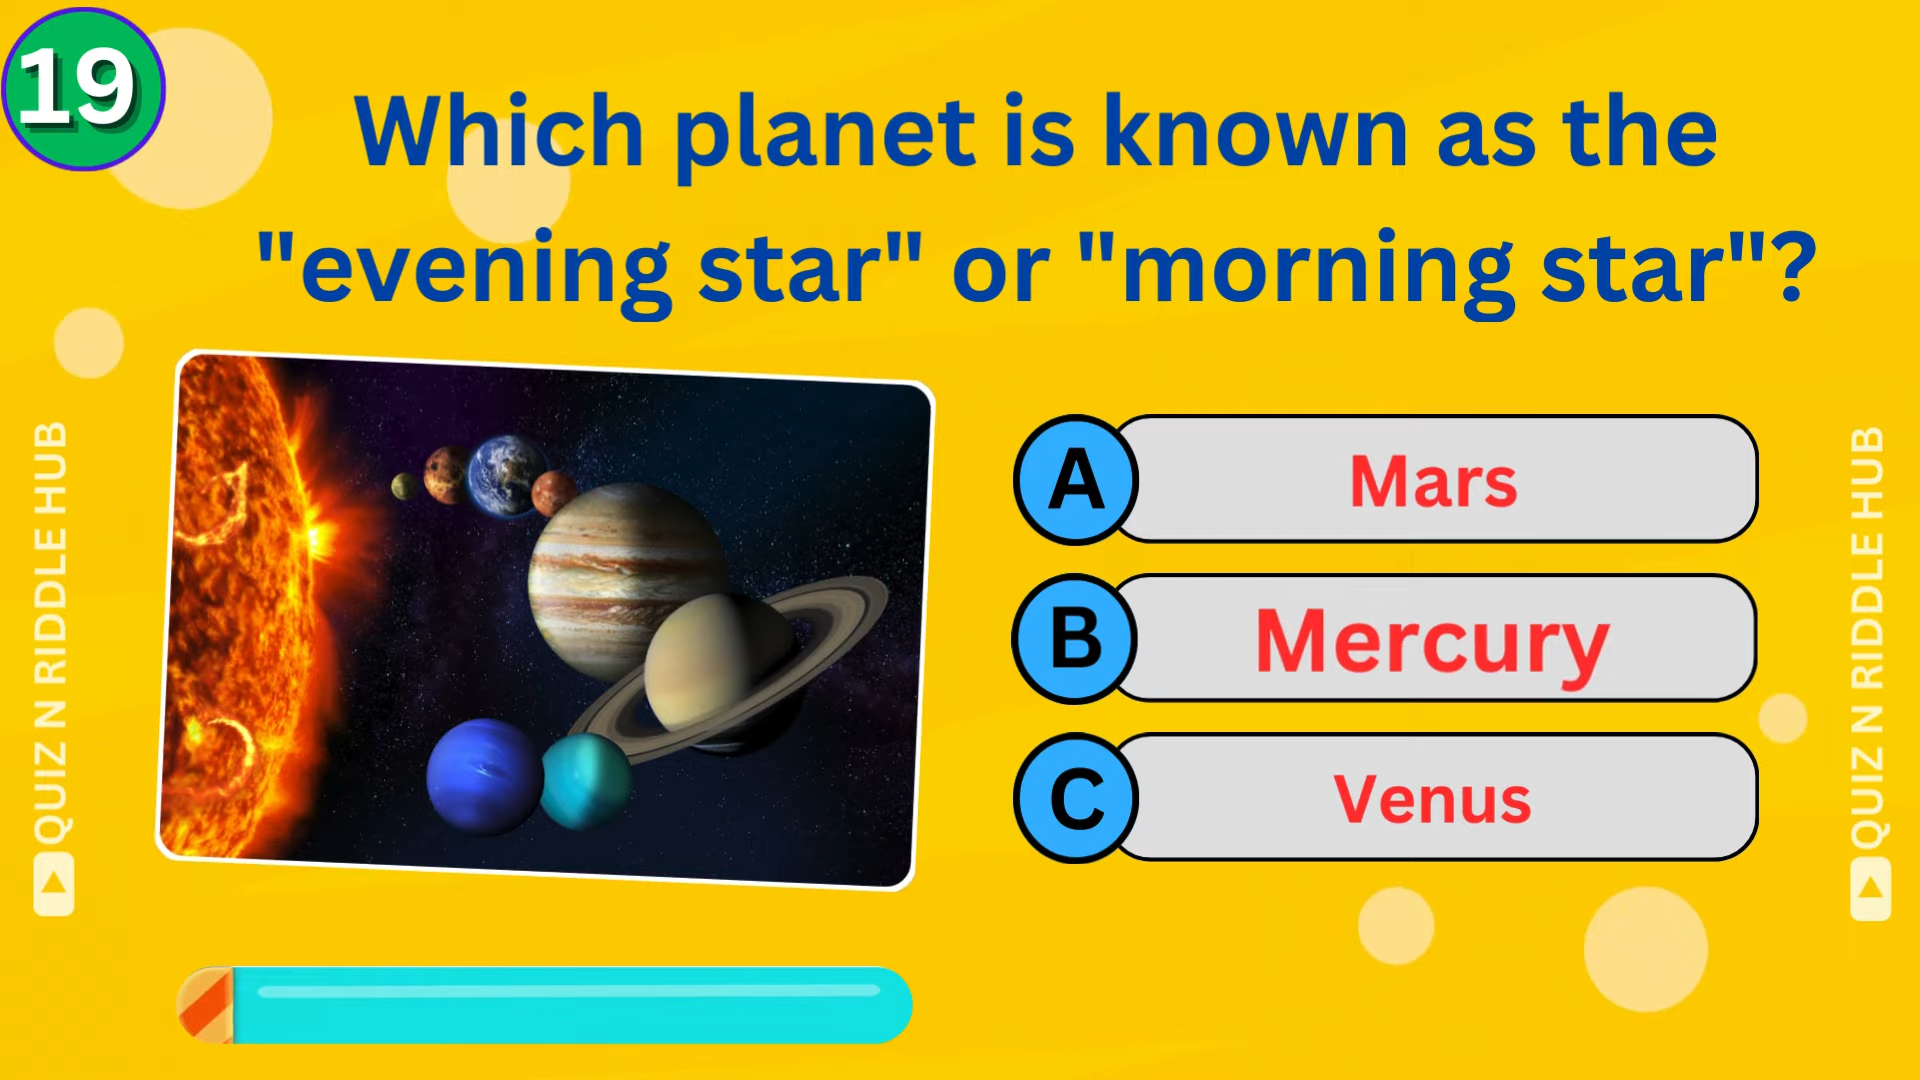 19
Which planet is known as the
"evening star" or "morning star"?
A
Mars
B
Mercury
C
Venus
QUIZ N RIDDLE HUB
QUIZ N RIDDLE HUB